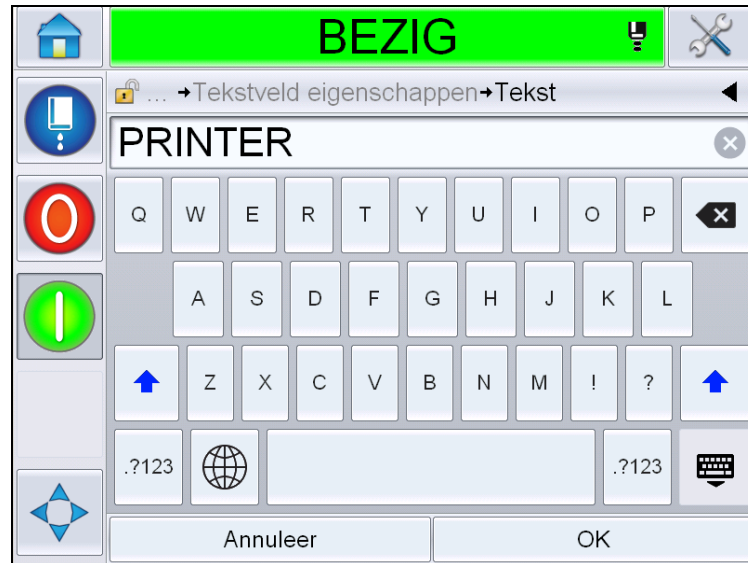 BEZIG
... →Tekstveld eigenschappen→Tekst
PRINTER
Q W E R T Y U I O P
A S D F G H J K L
Z X C V B N M ! ?
.?123 .?123
Annuleer OK